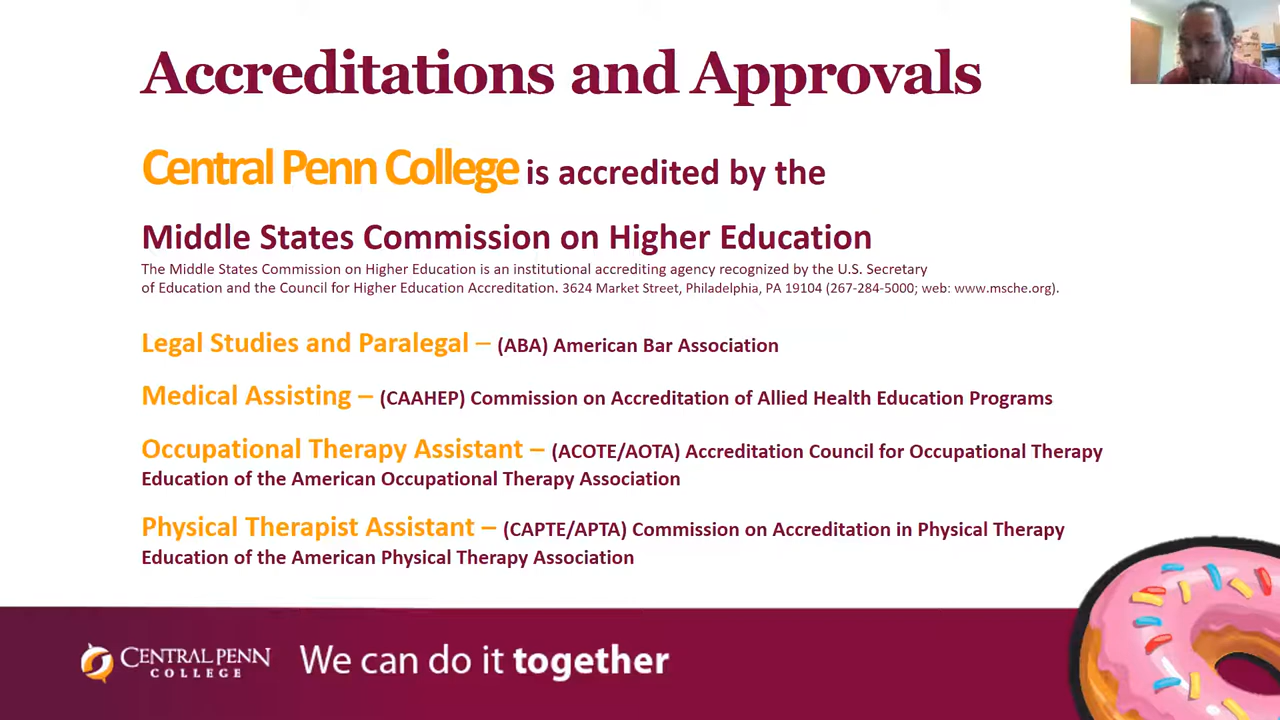 Accreditations and Approvals
Central Penn College is accredited by the
Middle States Commission on Higher Education
The Middle States Commission on Higher Education is an institutional accrediting agency recognized by the U.S. Secretary
of Education and the Council for Higher Education Accreditation. 3624 Market Street, Philadelphia, PA 19104 (267-284-5000; web: www.msche.org).
Legal Studies and Paralegal – (ABA) American Bar Association
Medical Assisting – (CAAHEP) Commission on Accreditation of Allied Health Education Programs
Occupational Therapy Assistant – (ACOTE/AOTA) Accreditation Council for Occupational Therapy
Education of the American Occupational Therapy Association
Physical Therapist Assistant – (CAPTE/APTA) Commission on Accreditation in Physical Therapy
Education of the American Physical Therapy Association
CENTRAL PENN
COLLEGE
We can do it together